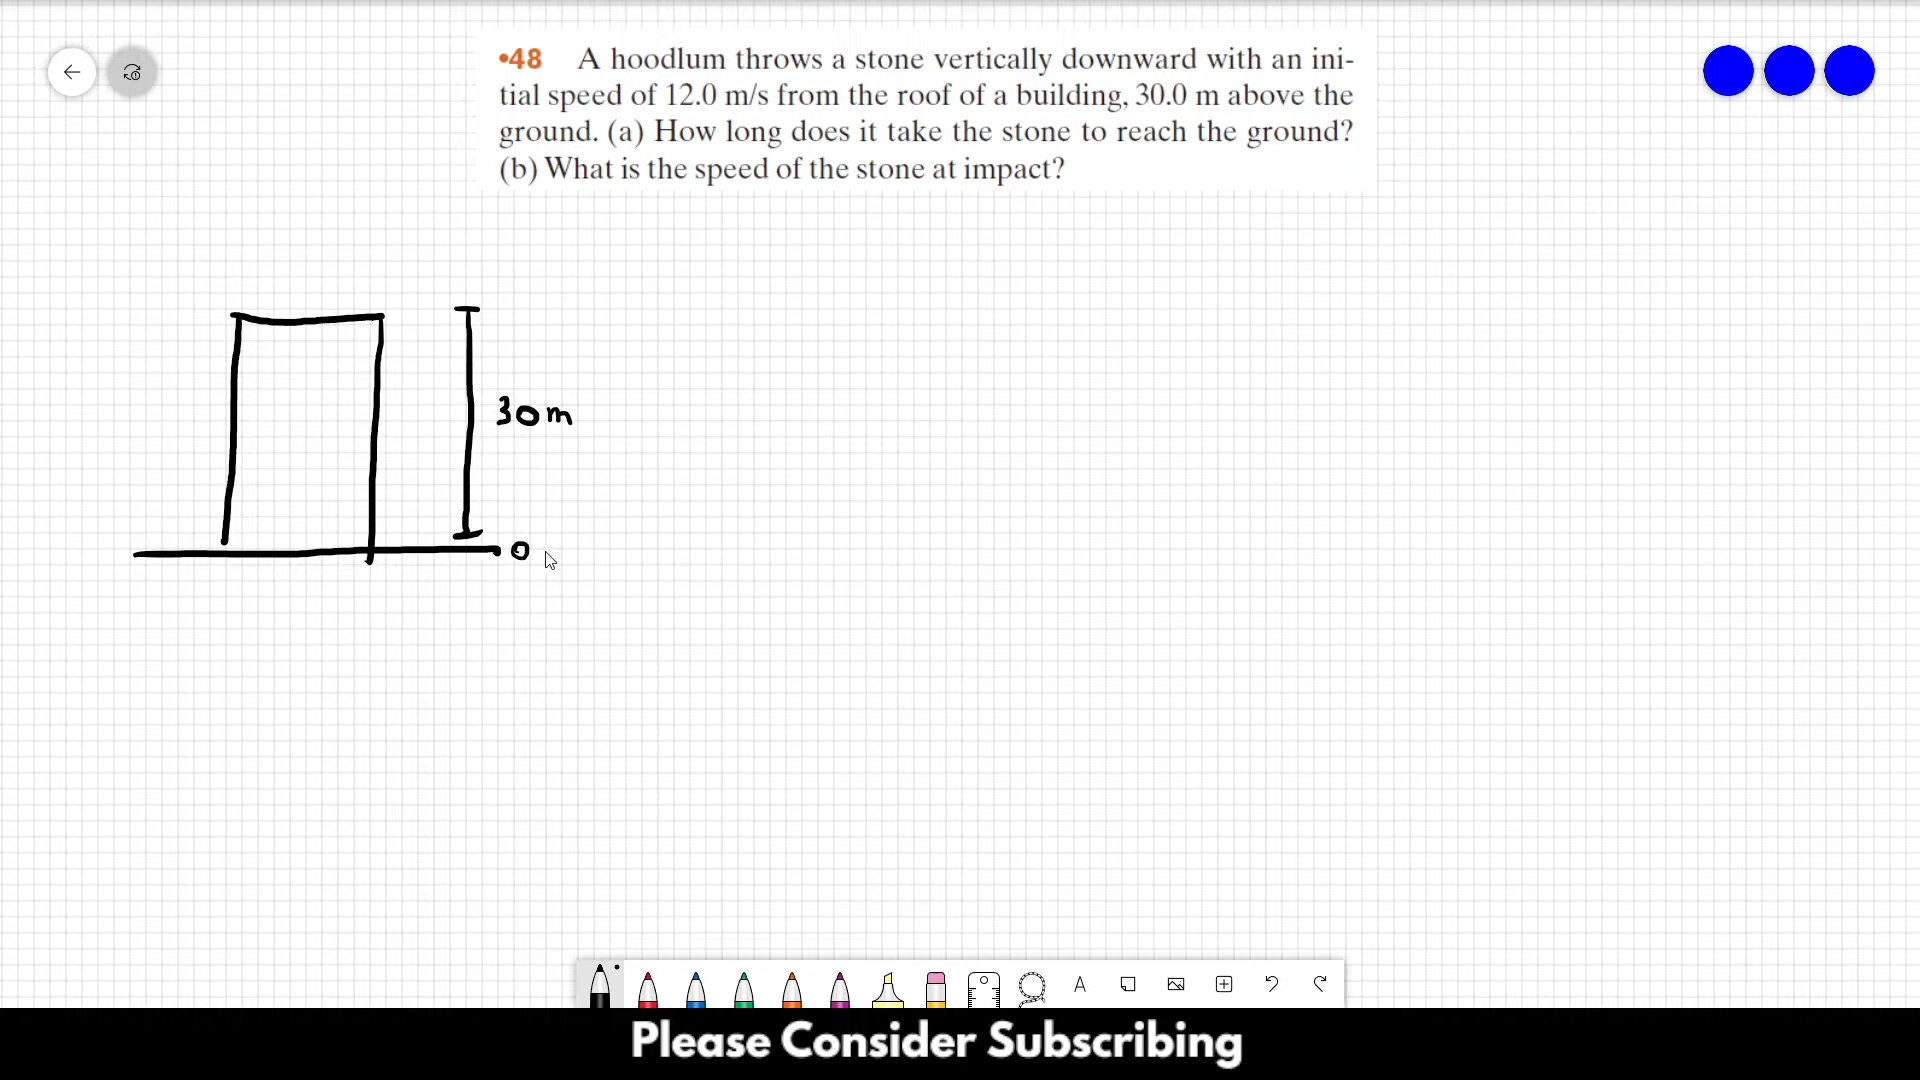 •48 A hoodlum throws a stone vertically downward with an ini-
tial speed of 12.0 m/s from the roof of a building, 30.0 m above the
ground. (a) How long does it take the stone to reach the ground?
(b) What is the speed of the stone at impact?
30m
0
A
Please Consider Subscribing